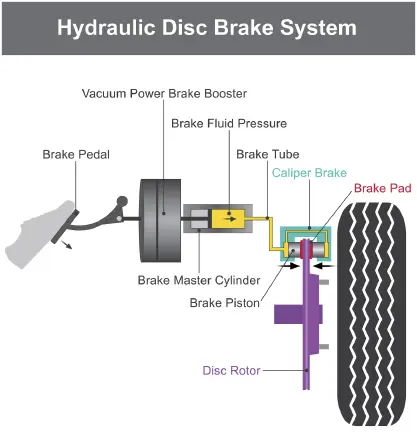 Hydraulic Disc Brake System
Vacuum Power Brake Booster
Brake Fluid Pressure
Brake Pedal
Brake Tube
Caliper Brake
Brake Pad
Brake Master Cylinder
Brake Piston
Disc Rotor